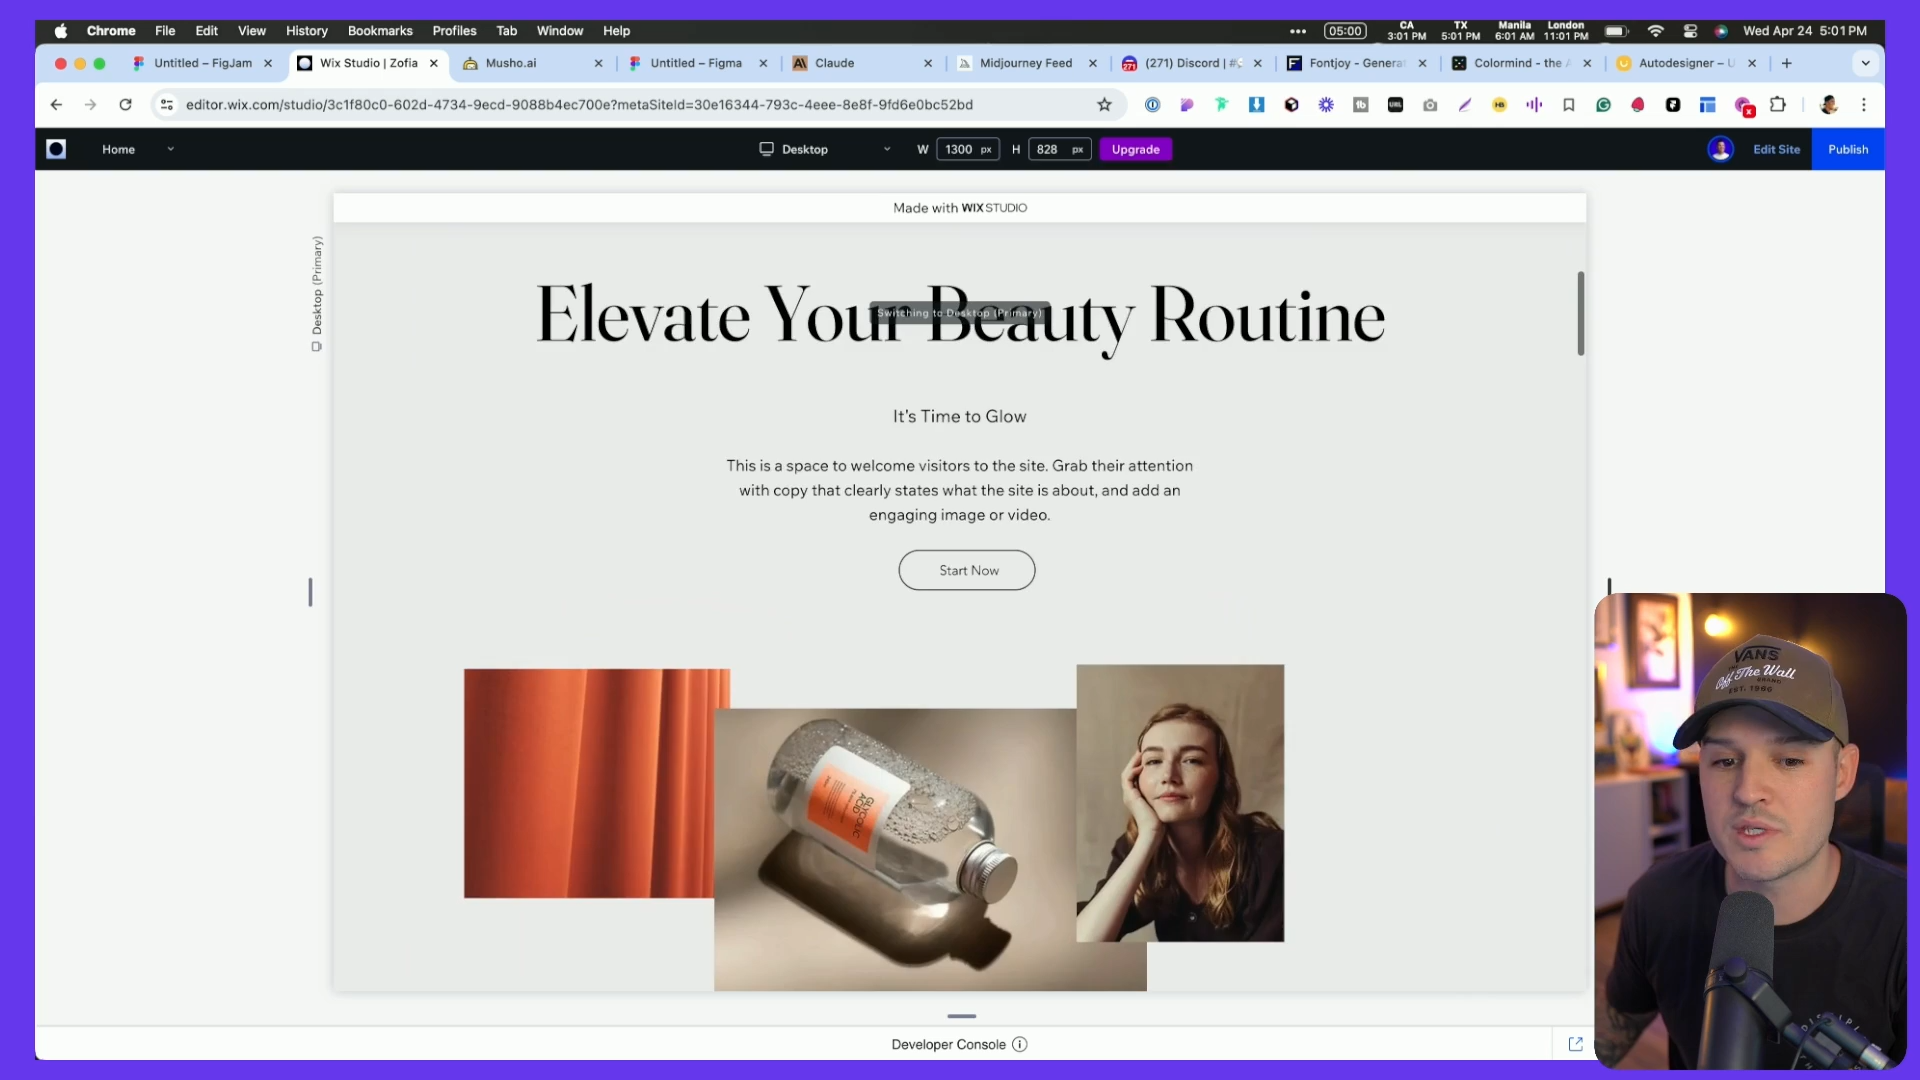 Chrome File Edit View History Bookmarks Profiles Tab Window Help
05:00
CA TX Manila London
3:01 PM 5:01 PM 6:01 AM 11:01 PM
Wed Apr 24 5:01 PM
Untitled – FigJam
Wix Studio | Zofia
Musho.ai
Untitled – Figma
Claude
Midjourney Feed
(271) Discord | #
Fontjoy - Genera
Colormind - the A
Autodesigner – U
editor.wix.com/studio/3c1f80c0-602d-4734-9ecd-9088b4ec700e?metaSiteId=30e16344-793c-4eee-8e8f-9fd6e0bc52bd
Home
Desktop
W 1300 px H 828 px
Upgrade
Edit Site
Publish
Made with WIX STUDIO
Desktop (Primary)
Elevate Your Beauty Routine
Switching to Desktop (Primary)
It's Time to Glow
This is a space to welcome visitors to the site. Grab their attention
with copy that clearly states what the site is about, and add an
engaging image or video.
Start Now
GLYCOLIC
ACID
VANS
"Off The Wall"
EST. 1966
Developer Console